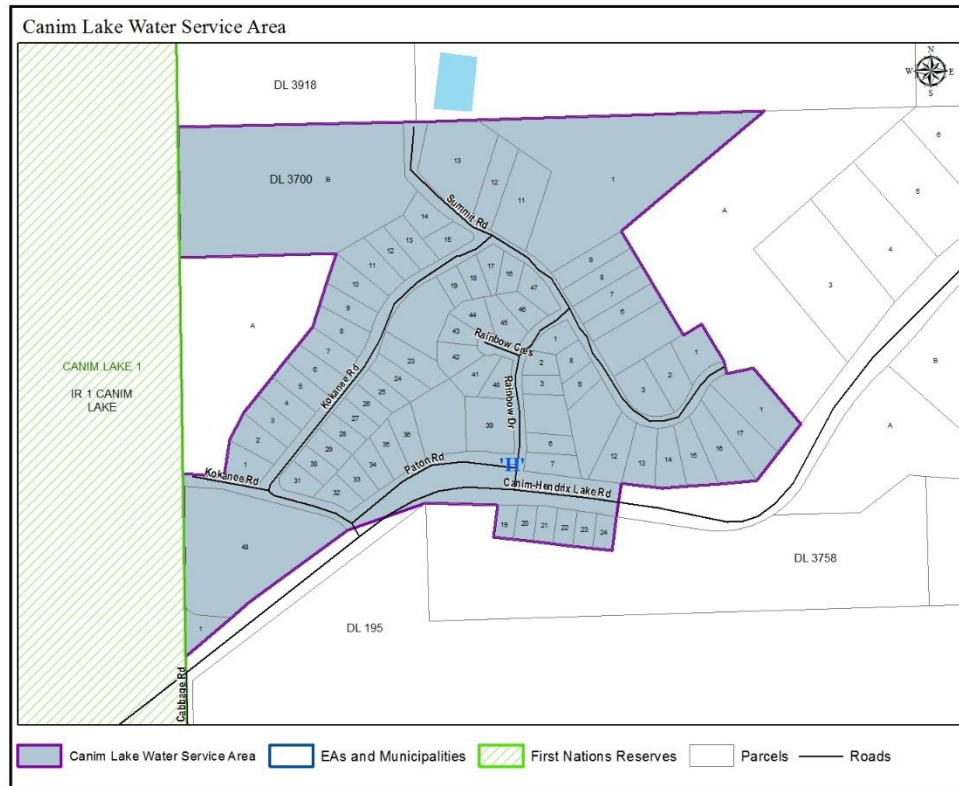 Canim Lake Water Service Area
N
W E
S
DL 3918
DL 3700
B
13
12
11
1
A
6
5
4
3
B
A
Summit Rd
14
15
13
12
11
10
9
8
7
6
5
4
3
2
1
17
16
47
18
19
46
45
44
43
42
41
40
39
Rainbow Cres
Rainbow Dr
9
8
7
6
1
2
3
8
9
6
7
3
2
1
1
12
13
14
15
16
17
A
CANIM LAKE 1
IR 1 CANIM
LAKE
Kokanee Rd
23
24
25
26
27
28
29
30
31
32
33
34
35
36
Paton Rd
'H'
Kokanee Rd
Canim-Hendrix Lake Rd
19
20
21
22
23
24
48
1
DL 3758
DL 195
Cabbage Rd
Canim Lake Water Service Area
EAs and Municipalities
First Nations Reserves
Parcels
Roads